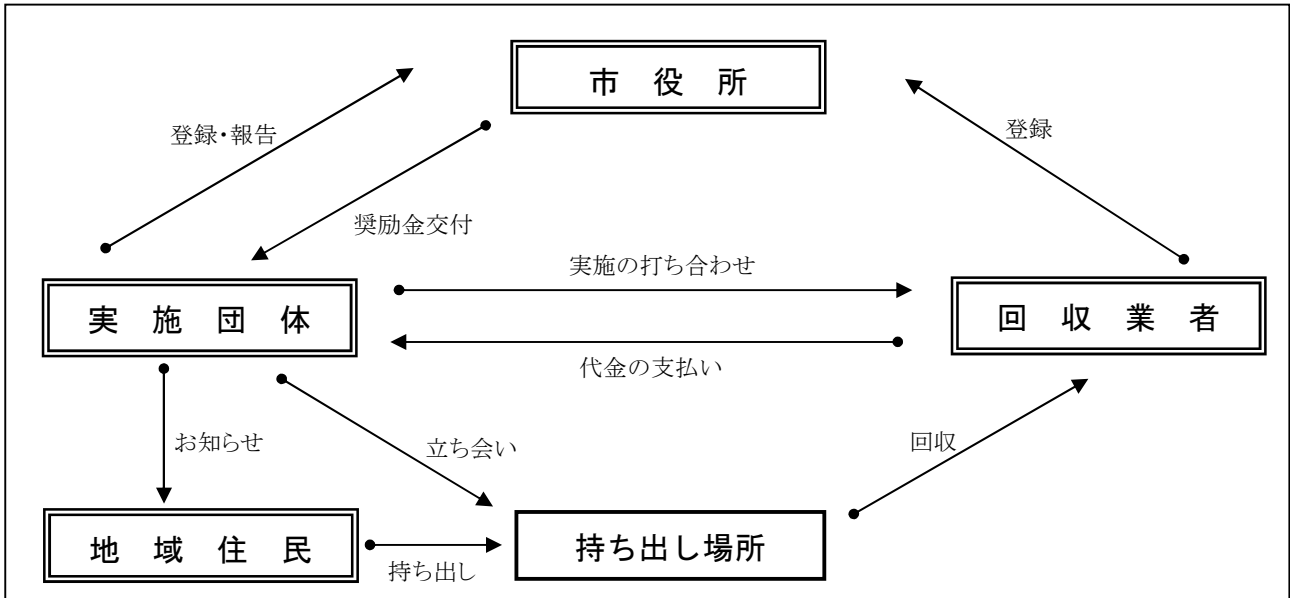 市 役 所
登録・報告
登録
奨励金交付
実施の打ち合わせ
実 施 団 体
回 収 業 者
代金の支払い
お知らせ
立ち会い
回収
地 域 住 民
持ち出し場所
持ち出し